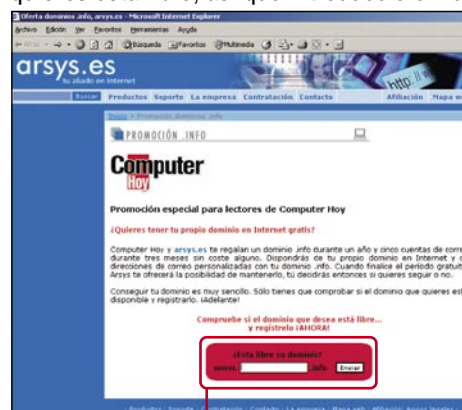 Oferta dominios .info, arsys.es - Microsoft Internet Explorer
Archivo Edición Ver Favoritos Herramientas Ayuda
Búsqueda Favoritos Multimedia
arsys.es
tu aliado en Internet
http://w
Buscar Productos Soporte La empresa Contratación Contacto Afiliación Mapa w
Inicio > Promoción dominios .info
PROMOCIÓN .INFO
Computer
Hoy
Promoción especial para lectores de Computer Hoy
¿Quieres tener tu propio dominio en Internet gratis?
Computer Hoy y arsys.es te regalan un dominio .info durante un año y cinco cuentas de corre
durante tres meses sin coste alguno. Dispondrás de tu propio dominio en Internet y c
direcciones de correo personalizadas con tu dominio .info. Cuando finalice el periodo gratuit
Arsys te ofrecerá la posibilidad de mantenerlo, tú decidirás entonces si quieres seguir o no.
Conseguir tu dominio es muy sencillo. Sólo tienes que comprobar si el dominio que quieres est
disponible y registrarlo. ¡Adelante!
Compruebe si el dominio que desea está libre...
y regístrelo ¡AHORA!
¿Esta libre su dominio?
www. .info Enviar